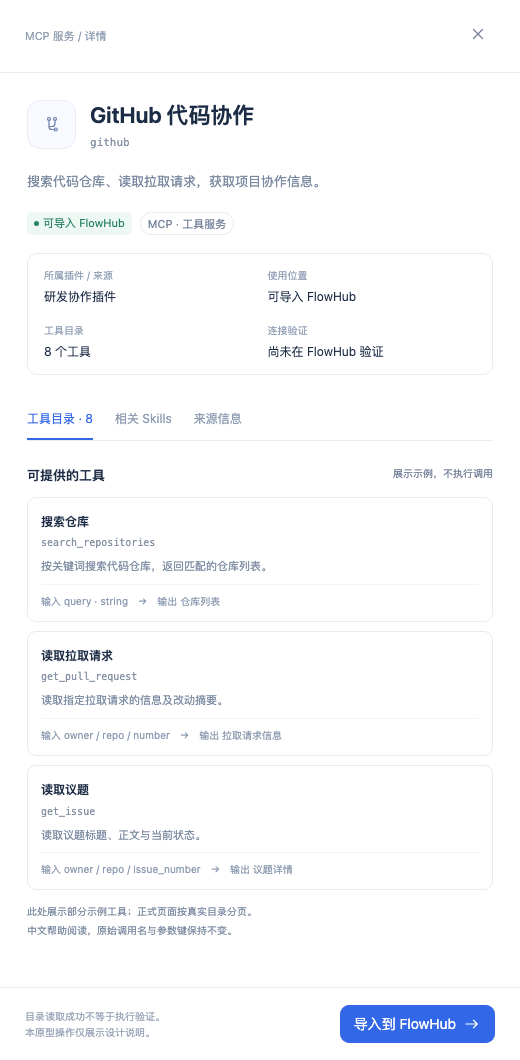 MCP 服务 / 详情
GitHub 代码协作
github
搜索代码仓库、读取拉取请求，获取项目协作信息。
可导入 FlowHub
MCP · 工具服务
所属插件 / 来源
使用位置
研发协作插件
可导入 FlowHub
工具目录
连接验证
8 个工具
尚未在 FlowHub 验证
工具目录 · 8
相关 Skills
来源信息
可提供的工具
展示示例，不执行调用
搜索仓库
search_repositories
按关键词搜索代码仓库，返回匹配的仓库列表。
输入 query · string → 输出 仓库列表
读取拉取请求
get_pull_request
读取指定拉取请求的信息及改动摘要。
输入 owner / repo / number → 输出 拉取请求信息
读取议题
get_issue
读取议题标题、正文与当前状态。
输入 owner / repo / issue_number → 输出 议题详情
此处展示部分示例工具；正式页面按真实目录分页。
中文帮助阅读，原始调用名与参数键保持不变。
目录读取成功不等于执行验证。
本原型操作仅展示设计说明。
导入到 FlowHub →